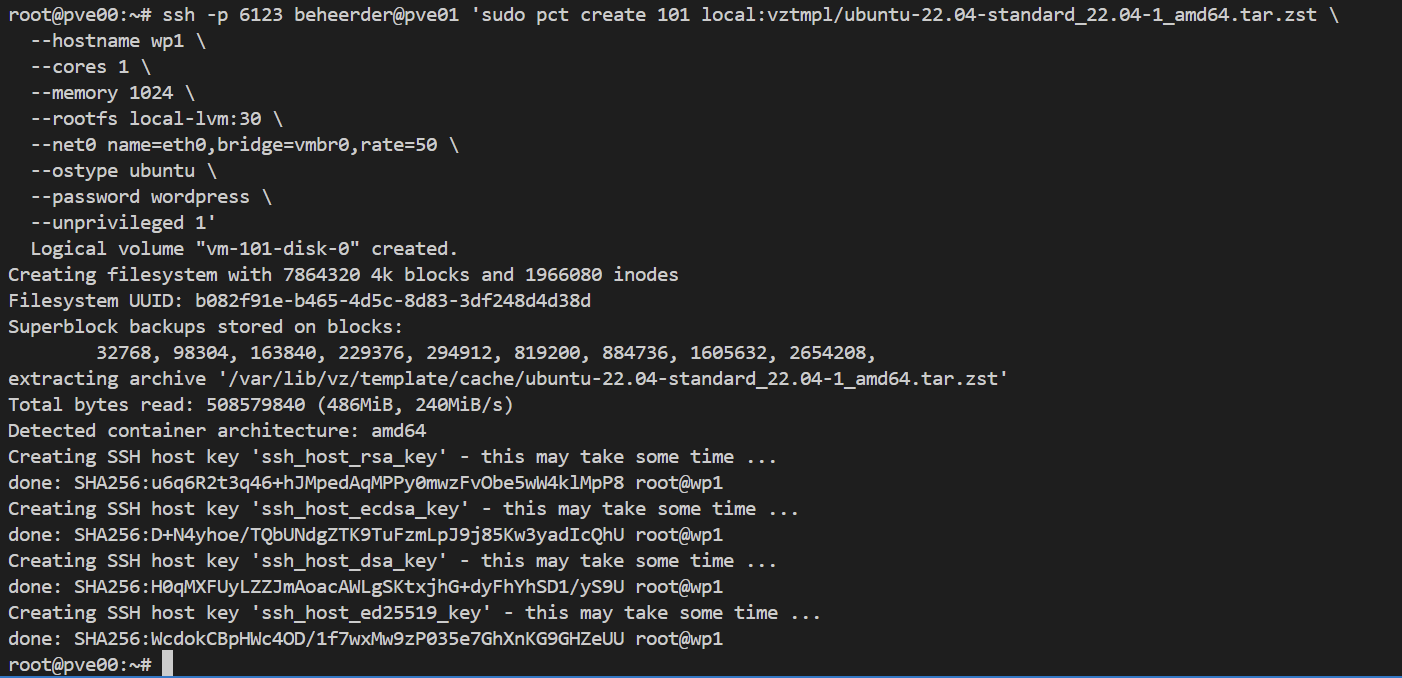 root@pve00:~# ssh -p 6123 beheerder@pve01 'sudo pct create 101 local:vztmpl/ubuntu-22.04-standard_22.04-1_amd64.tar.zst \
  --hostname wp1 \
  --cores 1 \
  --memory 1024 \
  --rootfs local-lvm:30 \
  --net0 name=eth0,bridge=vmbr0,rate=50 \
  --ostype ubuntu \
  --password wordpress \
  --unprivileged 1'
  Logical volume "vm-101-disk-0" created.
Creating filesystem with 7864320 4k blocks and 1966080 inodes
Filesystem UUID: b082f91e-b465-4d5c-8d83-3df248d4d38d
Superblock backups stored on blocks:
        32768, 98304, 163840, 229376, 294912, 819200, 884736, 1605632, 2654208,
extracting archive '/var/lib/vz/template/cache/ubuntu-22.04-standard_22.04-1_amd64.tar.zst'
Total bytes read: 508579840 (486MiB, 240MiB/s)
Detected container architecture: amd64
Creating SSH host key 'ssh_host_rsa_key' - this may take some time ...
done: SHA256:u6q6R2t3q46+hJMpedAqMPPy0mwzFvObe5wW4klMpP8 root@wp1
Creating SSH host key 'ssh_host_ecdsa_key' - this may take some time ...
done: SHA256:D+N4yhoe/TQbUNdgZTK9TuFzmLpJ9j85Kw3yadIcQhU root@wp1
Creating SSH host key 'ssh_host_dsa_key' - this may take some time ...
done: SHA256:H0qMXFUyLZZJmAoacAWLgSKtxjhG+dyFhYhSD1/yS9U root@wp1
Creating SSH host key 'ssh_host_ed25519_key' - this may take some time ...
done: SHA256:WcdokCBpHWc4OD/1f7wxMw9zP035e7GhXnKG9GHZeUU root@wp1
root@pve00:~#